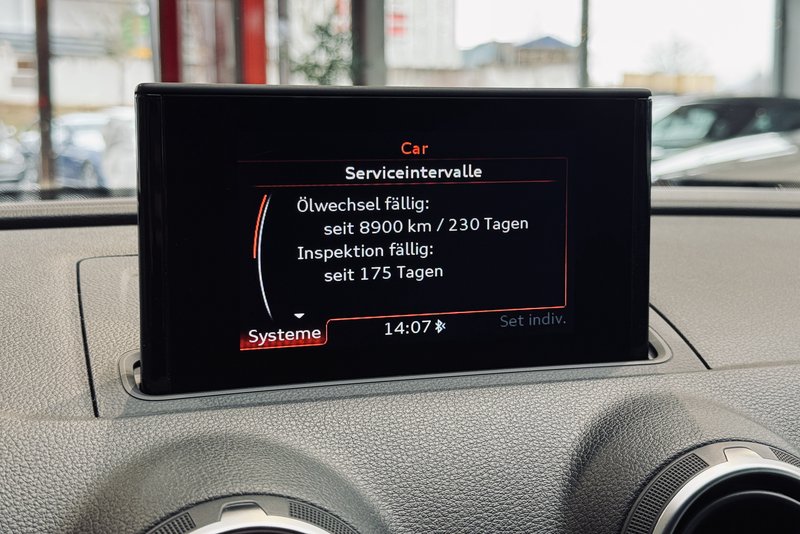 Car
Serviceintervalle
Ölwechsel fällig:
seit 8900 km / 230 Tagen
Inspektion fällig:
seit 175 Tagen
Systeme
14:07
Set indiv.